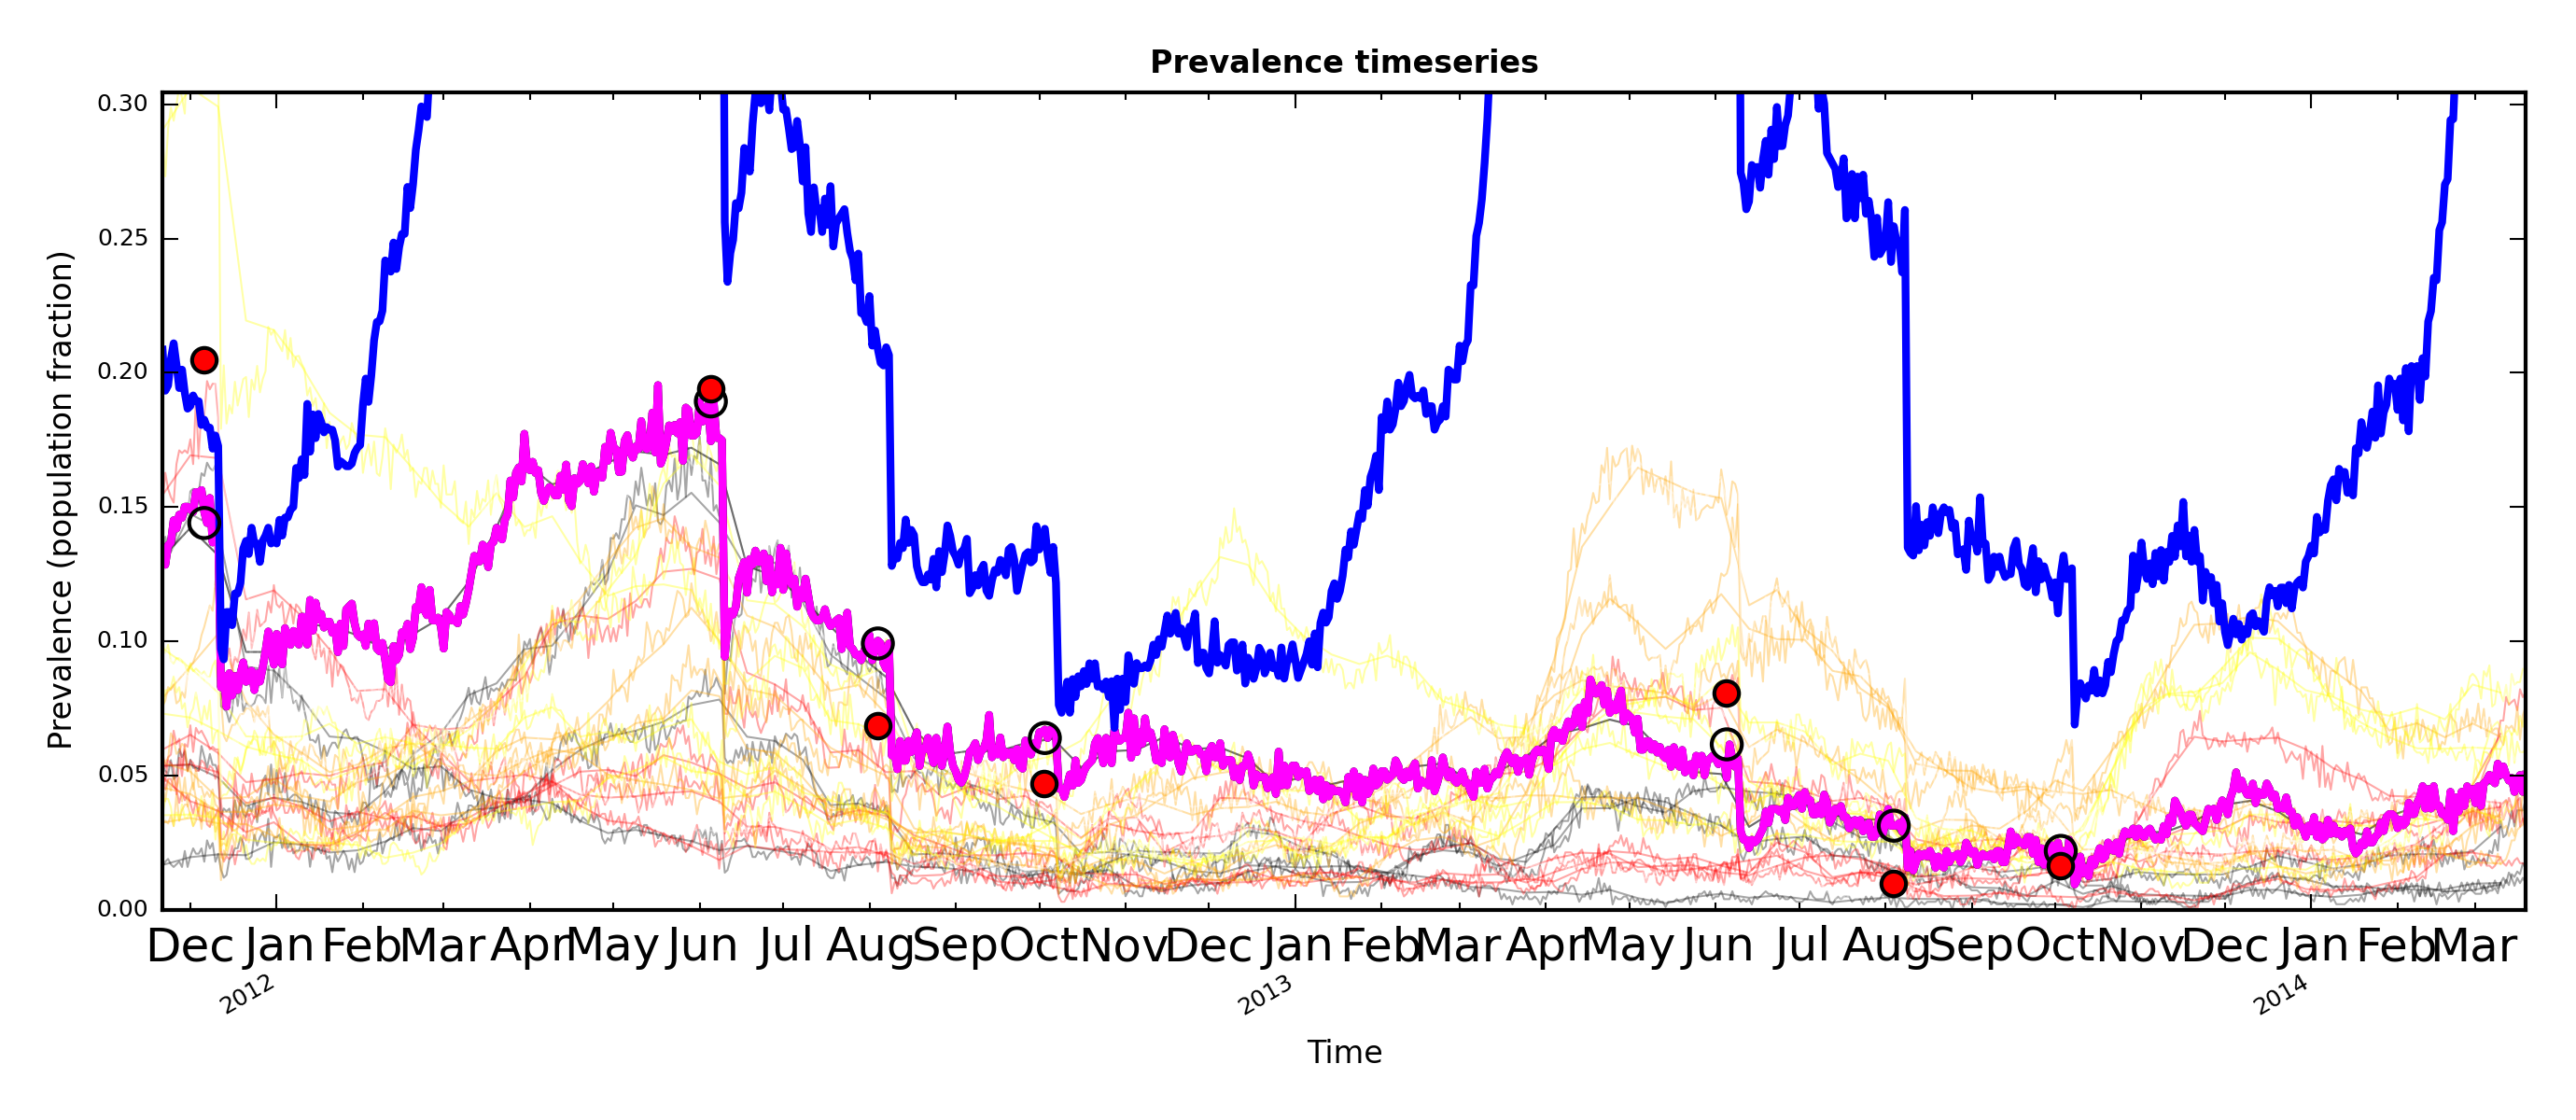 Prevalence timeseries
Prevalence (population fraction)
0.30
0.25
0.20
0.15
0.10
0.05
0.00
Dec Jan Feb Mar Apr May Jun Jul Aug Sep Oct Nov Dec Jan Feb Mar Apr May Jun Jul Aug Sep Oct Nov Dec Jan Feb Mar
2012 2013 2014
Time